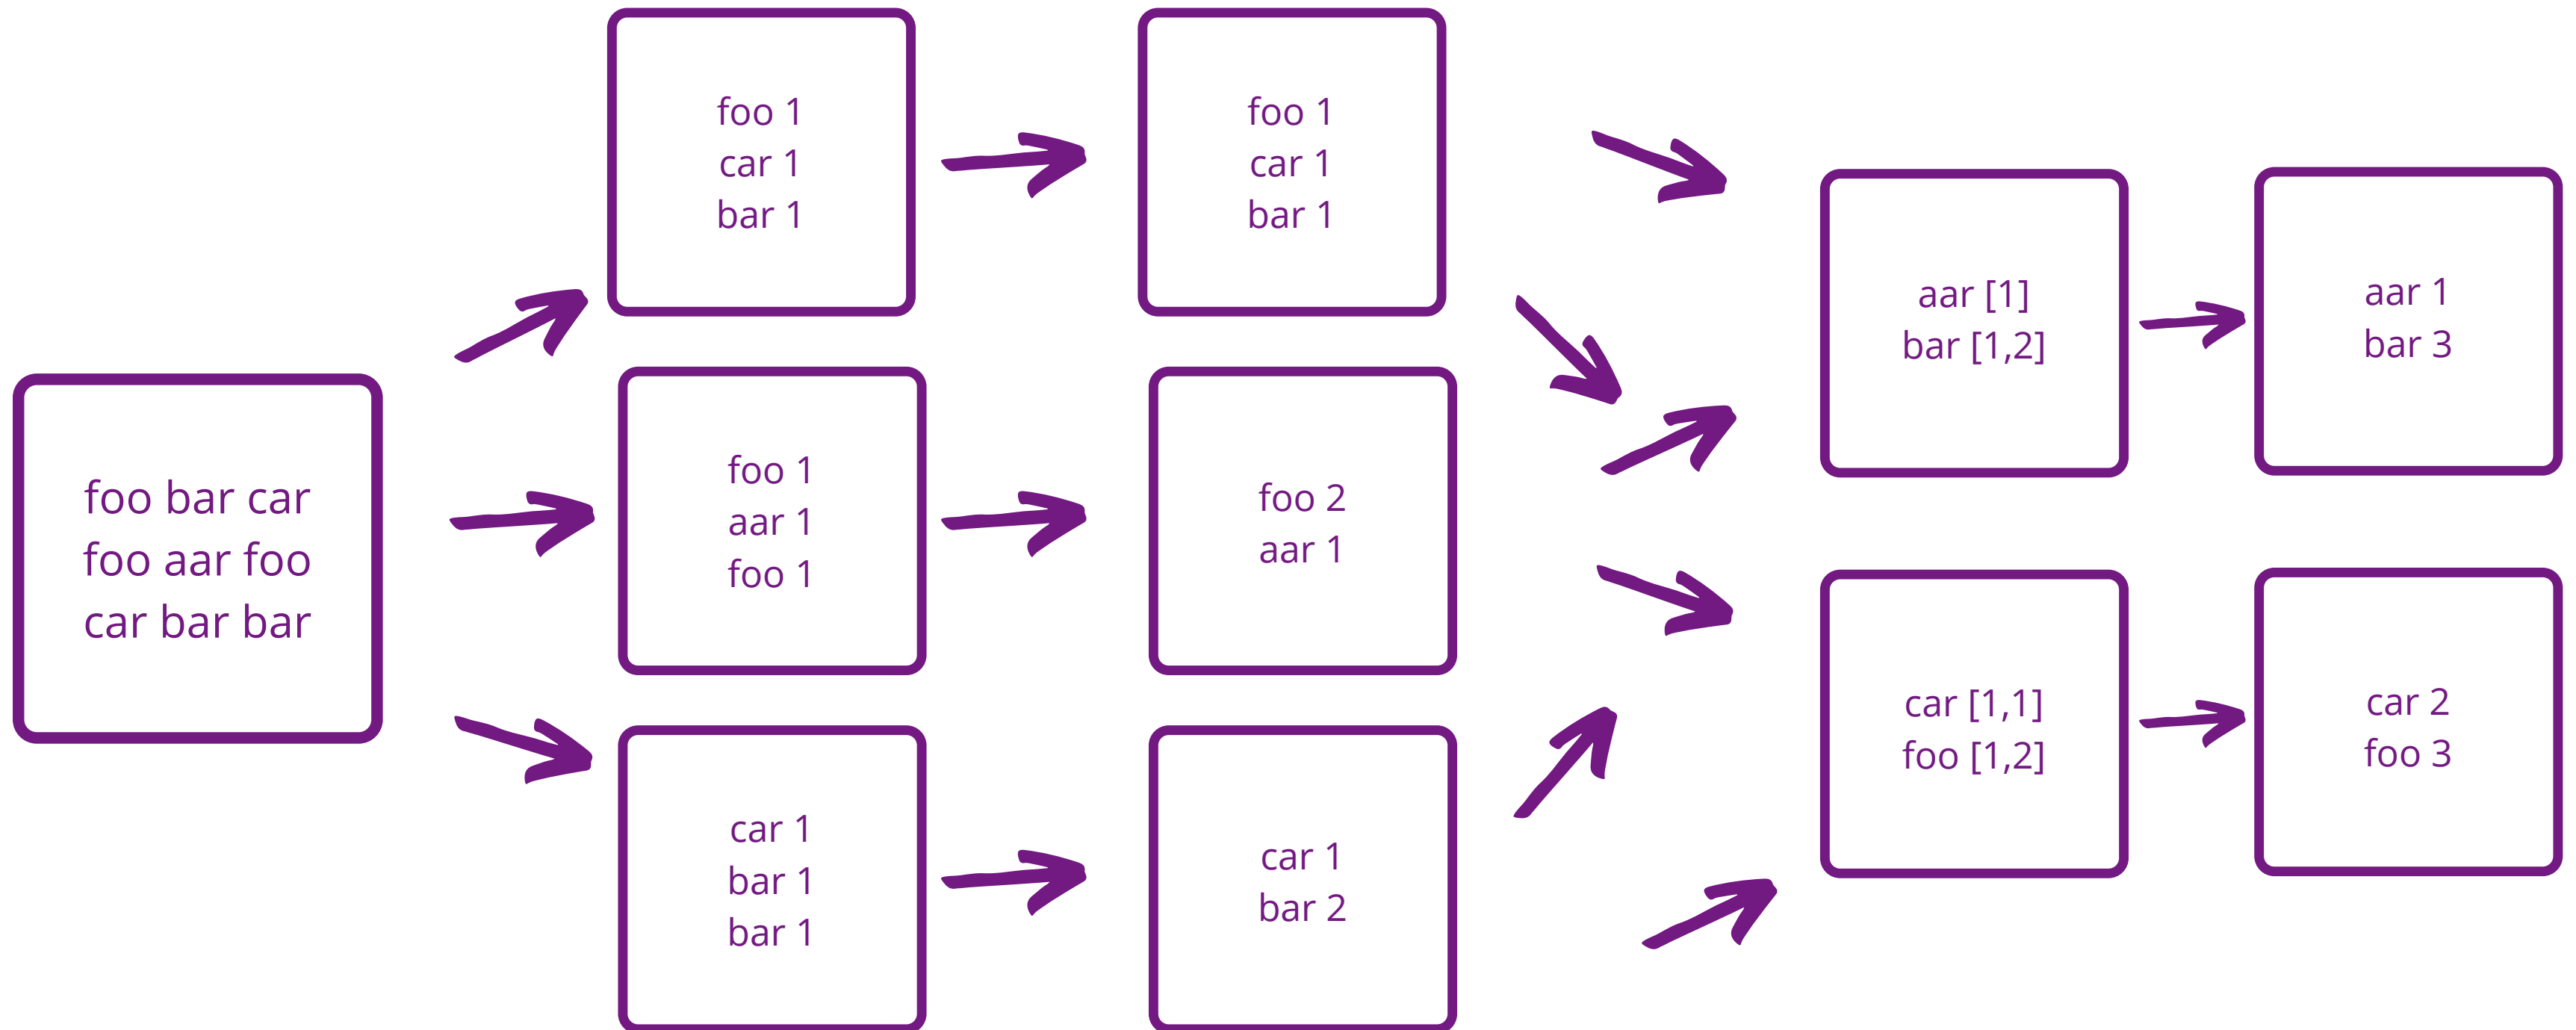 foo bar car
foo aar foo
car bar bar
foo 1
car 1
bar 1
foo 1
aar 1
foo 1
car 1
bar 1
bar 1
foo 1
car 1
bar 1
foo 2
aar 1
car 1
bar 2
aar [1]
bar [1,2]
car [1,1]
foo [1,2]
aar 1
bar 3
car 2
foo 3